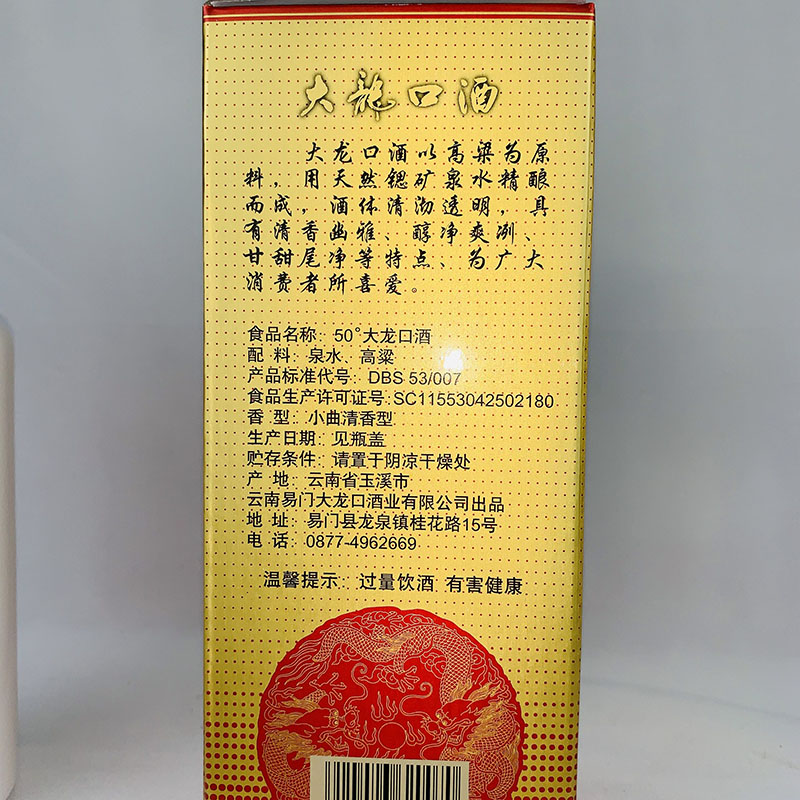 大龍口酒
大龙口酒以高粱为原
料，用天然锶矿泉水精酿
而成，酒体清沏透明，具
有清香幽雅、醇净爽冽、
甘甜尾净等特点、为广大
消费者所喜爱。
食品名称：50°大龙口酒
配 料：泉水、高粱
产品标准代号：DBS 53/007
食品生产许可证号:SC11553042502180
香 型：小曲清香型
生产日期：见瓶盖
贮存条件：请置于阴凉干燥处
产 地：云南省玉溪市
云南易门大龙口酒业有限公司出品
地 址：易门县龙泉镇桂花路15号
电 话：0877-4962669
温馨提示：过量饮酒 有害健康